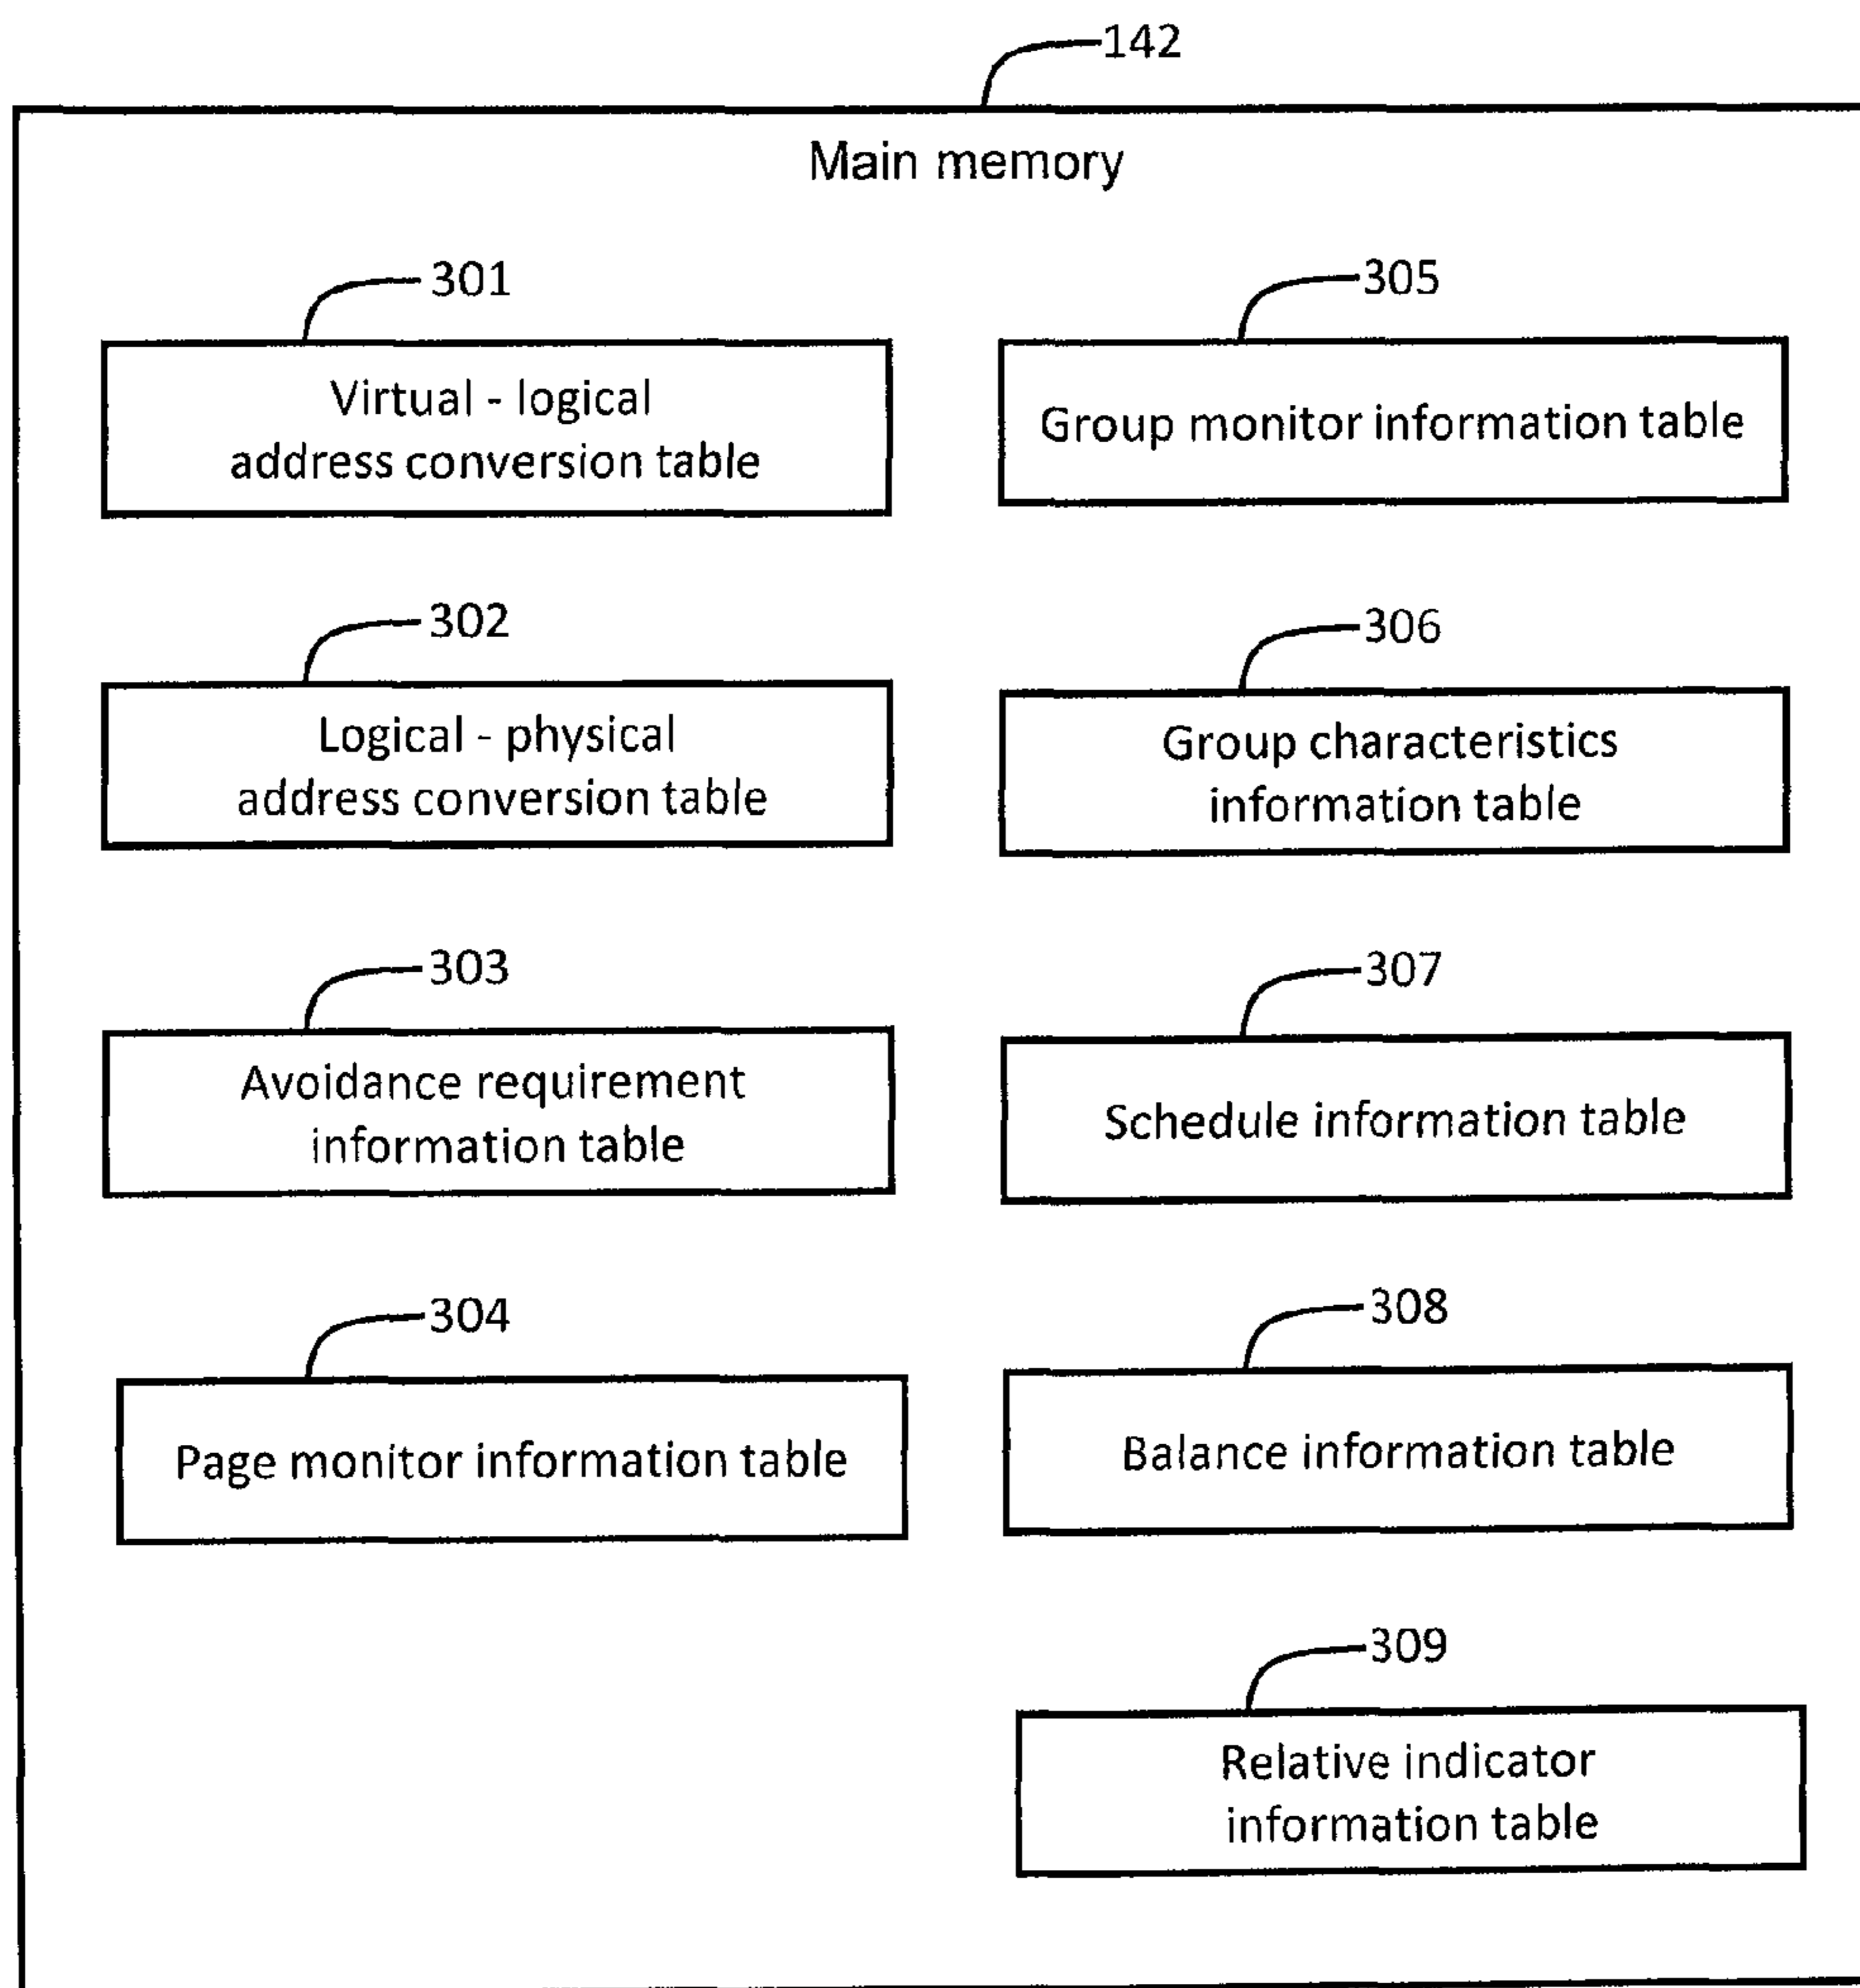 142
Main memory
301
Virtual - logical
address conversion table
302
Logical - physical
address conversion table
303
Avoidance requirement
information table
304
Page monitor information table
305
Group monitor information table
306
Group characteristics
information table
307
Schedule information table
308
Balance information table
309
Relative indicator
information table